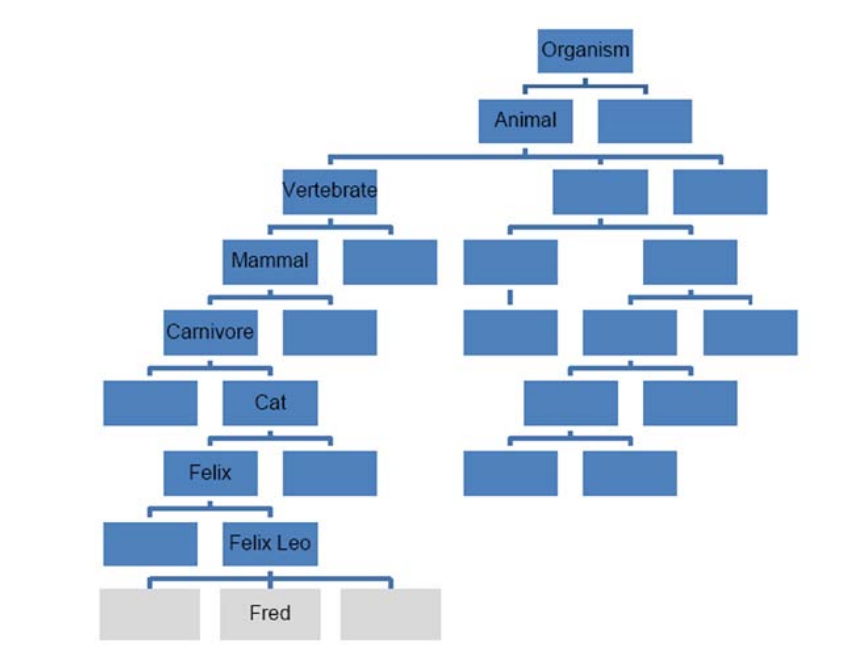 Organism
Animal
Vertebrate
Mammal
Carnivore
Cat
Felix
Felix Leo
Fred